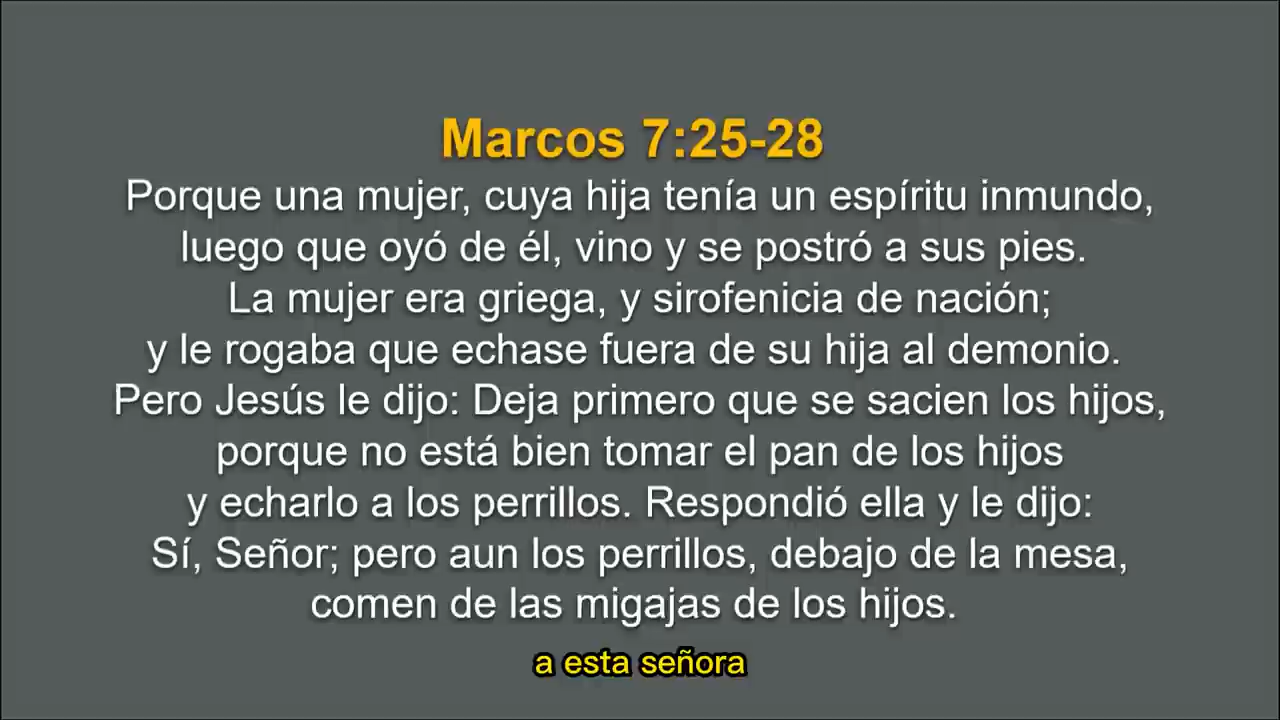 Marcos 7:25-28
Porque una mujer, cuya hija tenía un espíritu inmundo,
luego que oyó de él, vino y se postró a sus pies.
La mujer era griega, y sirofenicia de nación;
y le rogaba que echase fuera de su hija al demonio.
Pero Jesús le dijo: Deja primero que se sacien los hijos,
porque no está bien tomar el pan de los hijos
y echarlo a los perrillos. Respondió ella y le dijo:
Sí, Señor; pero aun los perrillos, debajo de la mesa,
comen de las migajas de los hijos.
a esta señora